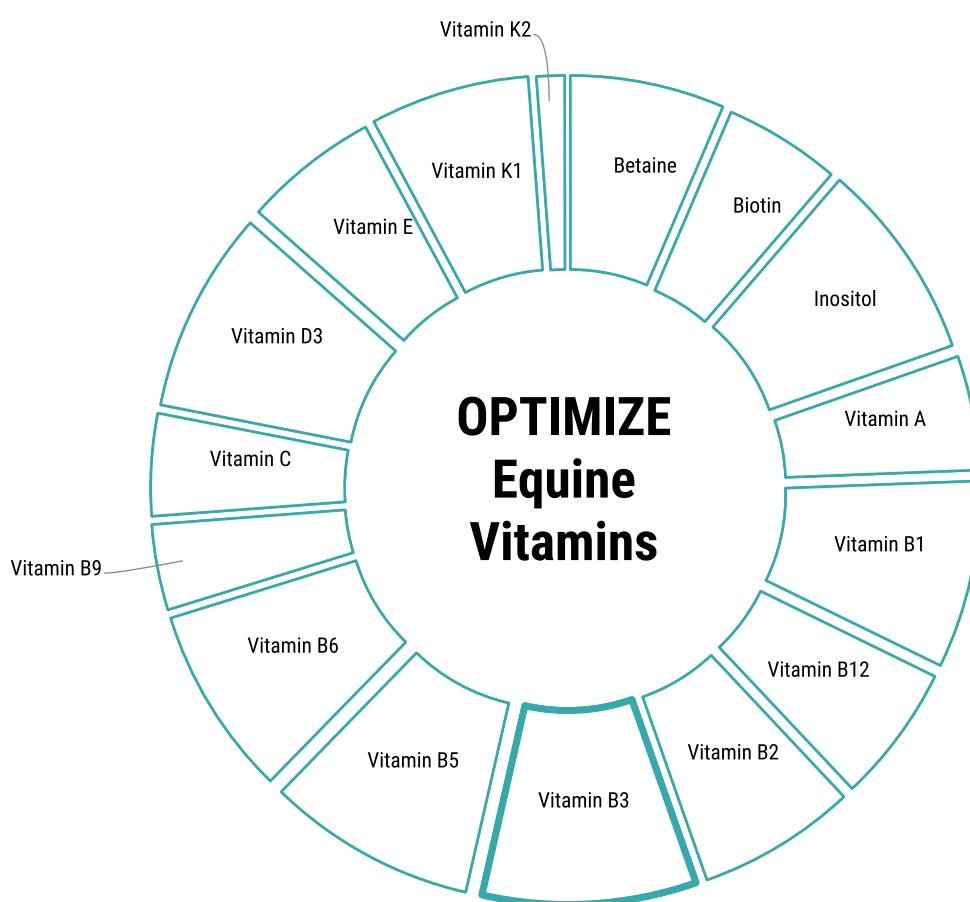 Vitamin K2
Betaine
Vitamin K1
Biotin
Vitamin E
Inositol
Vitamin D3
OPTIMIZE
Equine
Vitamins
Vitamin A
Vitamin C
Vitamin B1
Vitamin B9
Vitamin B6
Vitamin B12
Vitamin B2
Vitamin B5
Vitamin B3